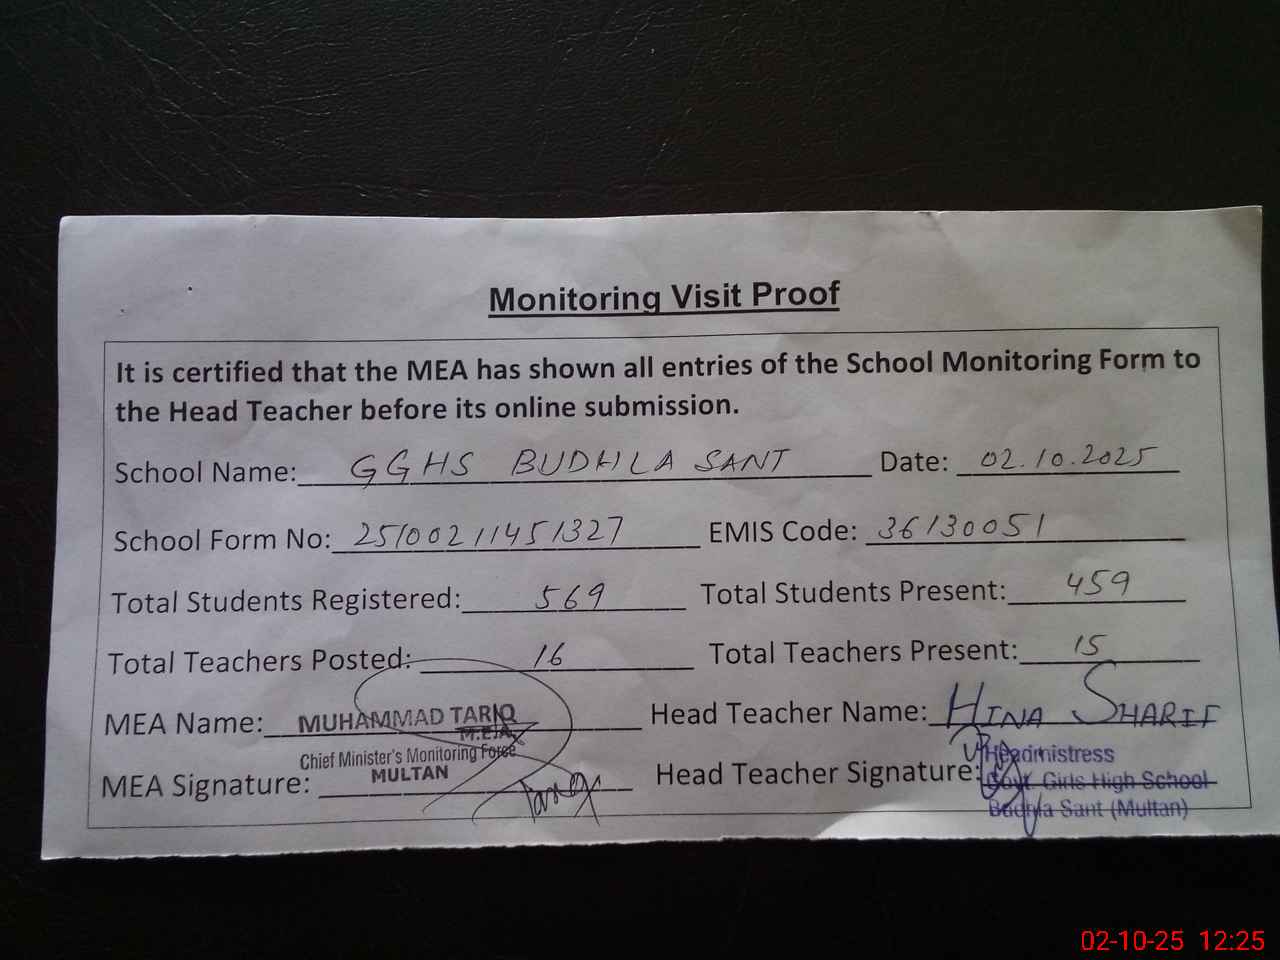 Monitoring Visit Proof
It is certified that the MEA has shown all entries of the School Monitoring Form to
the Head Teacher before its online submission.
School Name: GGHS BUDHLA SANT Date: 02.10.2025
School Form No: 2510021145 1327 EMIS Code: 36130051
Total Students Registered: 569 Total Students Present: 459
Total Teachers Posted: 16 Total Teachers Present: 15
MEA Name: MUHAMMAD TARIQ Head Teacher Name: HINA SHARIF
M.E.A
Chief Minister's Monitoring Force
MULTAN
MEA Signature: Head Teacher Signature:
Headmistress
Govt. Girls High School
Budhla Sant (Multan)
02-10-25 12:25